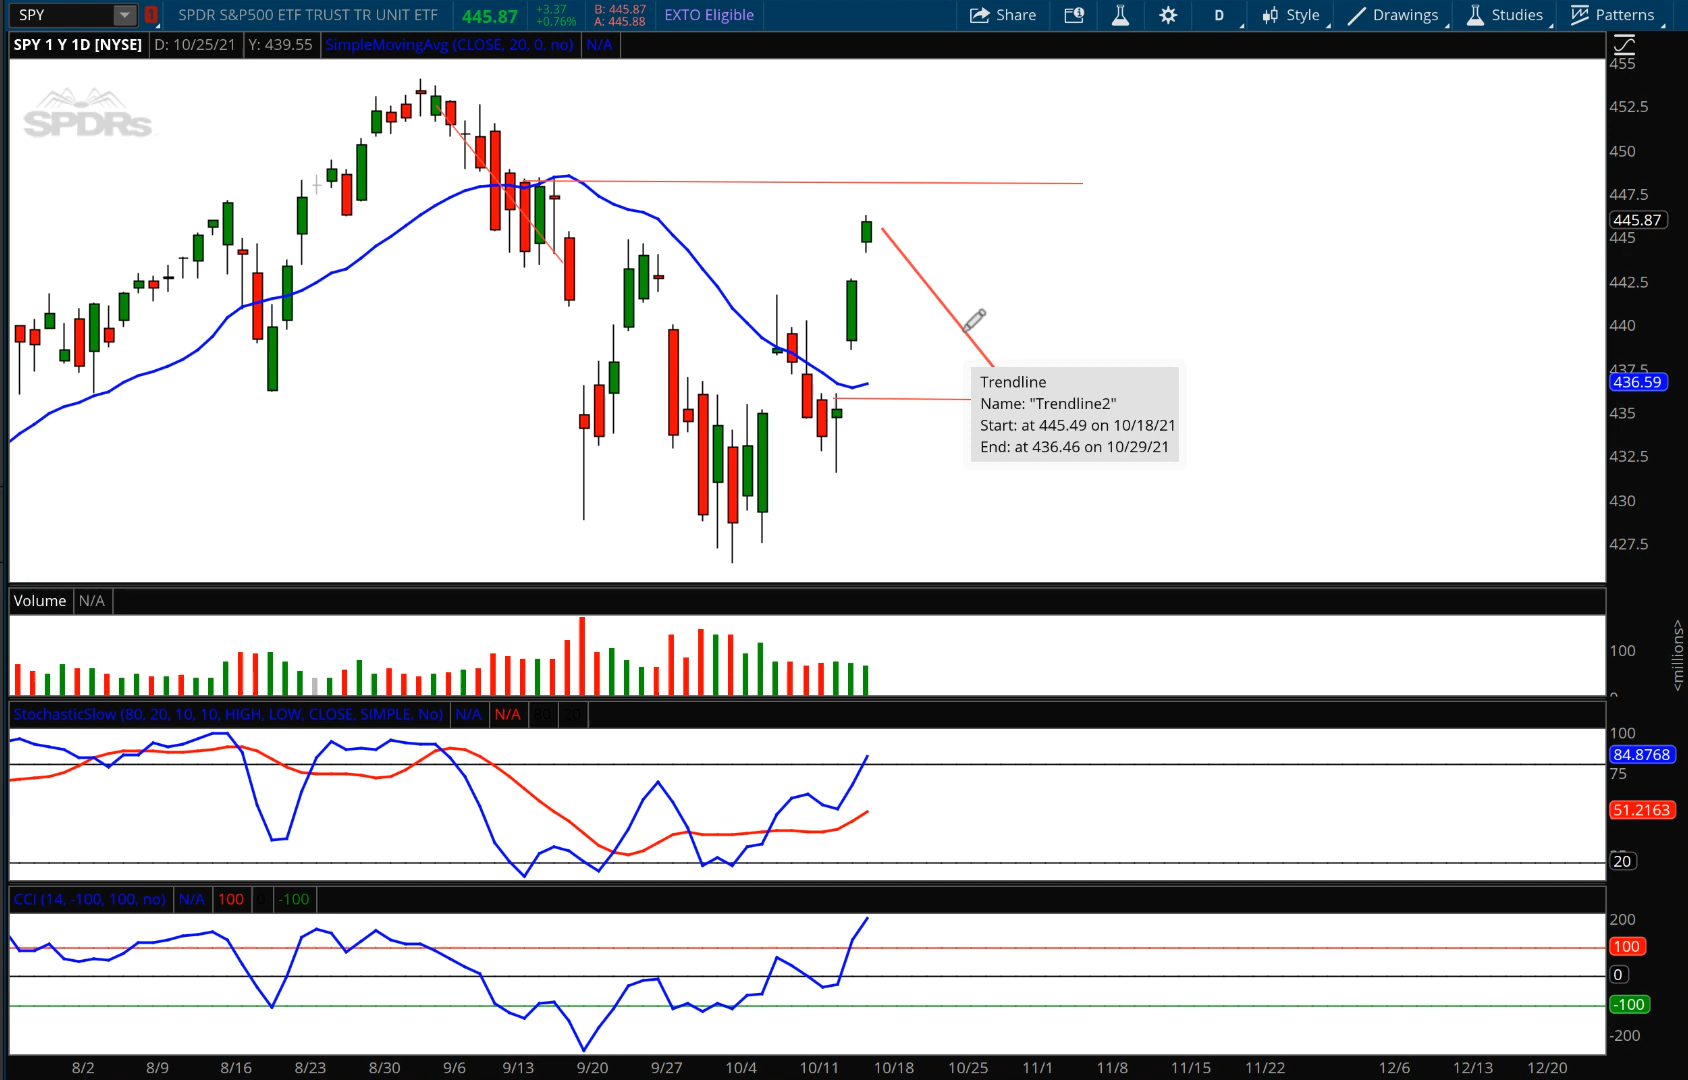 SPY 1 SPDR S&P500 ETF TRUST TR UNIT ETF 445.87 +3.37 B: 445.87 EXTO Eligible Share D Style Drawings Studies Patterns
+0.76% A: 445.88
SPY 1 Y 1D [NYSE] D: 10/25/21 Y: 439.55 SimpleMovingAvg (CLOSE, 20, 0, no) N/A
SPDRs
455
452.5
450
447.5
445.87
445
442.5
440
437.5
436.59
435
432.5
430
427.5
Trendline
Name: "Trendline2"
Start: at 445.49 on 10/18/21
End: at 436.46 on 10/29/21
Volume N/A
100
0
<millions>
StochasticSlow (80, 20, 10, 10, HIGH, LOW, CLOSE, SIMPLE, No) N/A N/A 80 20
100
84.8768
75
51.2163
20
CCI (14, -100, 100, no) N/A 100 0 -100
200
100
0
-100
-200
8/2 8/9 8/16 8/23 8/30 9/6 9/13 9/20 9/27 10/4 10/11 10/18 10/25 11/1 11/8 11/15 11/22 12/6 12/13 12/20